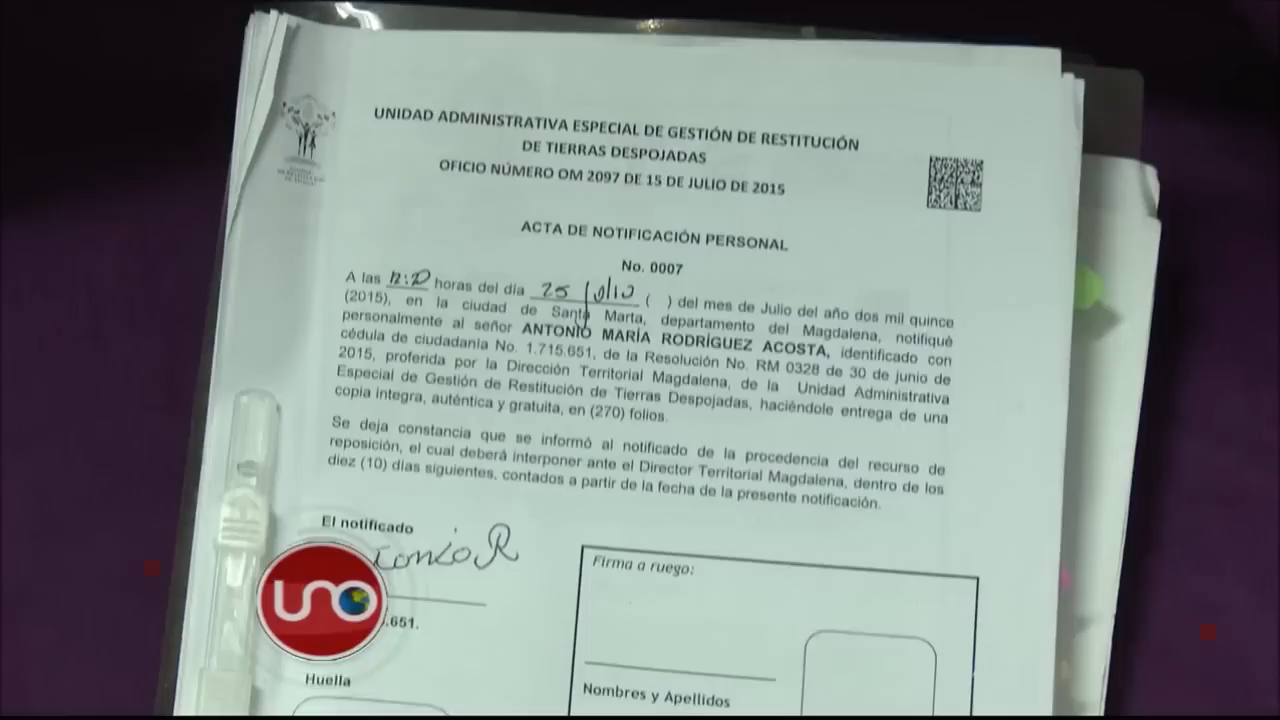 UNIDAD ADMINISTRATIVA ESPECIAL DE GESTIÓN DE RESTITUCIÓN
DE TIERRAS DESPOJADAS
OFICIO NÚMERO OM 2097 DE 15 DE JULIO DE 2015
ACTA DE NOTIFICACIÓN PERSONAL
No. 0007
A las horas del día 25 Julio ( ) del mes de Julio del año dos mil quince
(2015), en la ciudad de Santa Marta, departamento del Magdalena, notifiqué
personalmente al señor ANTONIO MARÍA RODRÍGUEZ ACOSTA, identificado con
cédula de ciudadanía No. 1.715.651, de la Resolución No. RM 0328 de 30 de junio de
2015, proferida por la Dirección Territorial Magdalena, de la Unidad Administrativa
Especial de Gestión de Restitución de Tierras Despojadas, haciéndole entrega de una
copia integra, auténtica y gratuita, en (270) folios.
Se deja constancia que se informó al notificado de la procedencia del recurso de
reposición, el cual deberá interponer ante el Director Territorial Magdalena, dentro de los
diez (10) días siguientes, contados a partir de la fecha de la presente notificación.
El notificado
Firma a ruego:
UNO
.651.
Huella
Nombres y Apellidos